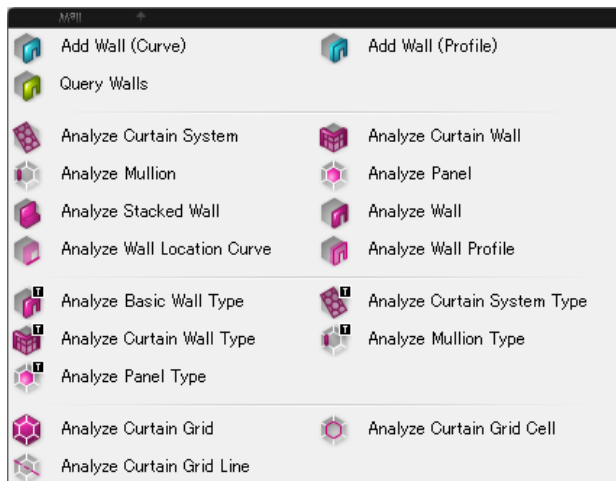 Wall
Add Wall (Curve) Add Wall (Profile)
Query Walls
Analyze Curtain System Analyze Curtain Wall
Analyze Mullion Analyze Panel
Analyze Stacked Wall Analyze Wall
Analyze Wall Location Curve Analyze Wall Profile
T Analyze Basic Wall Type T Analyze Curtain System Type
T Analyze Curtain Wall Type T Analyze Mullion Type
T Analyze Panel Type
Analyze Curtain Grid Analyze Curtain Grid Cell
Analyze Curtain Grid Line